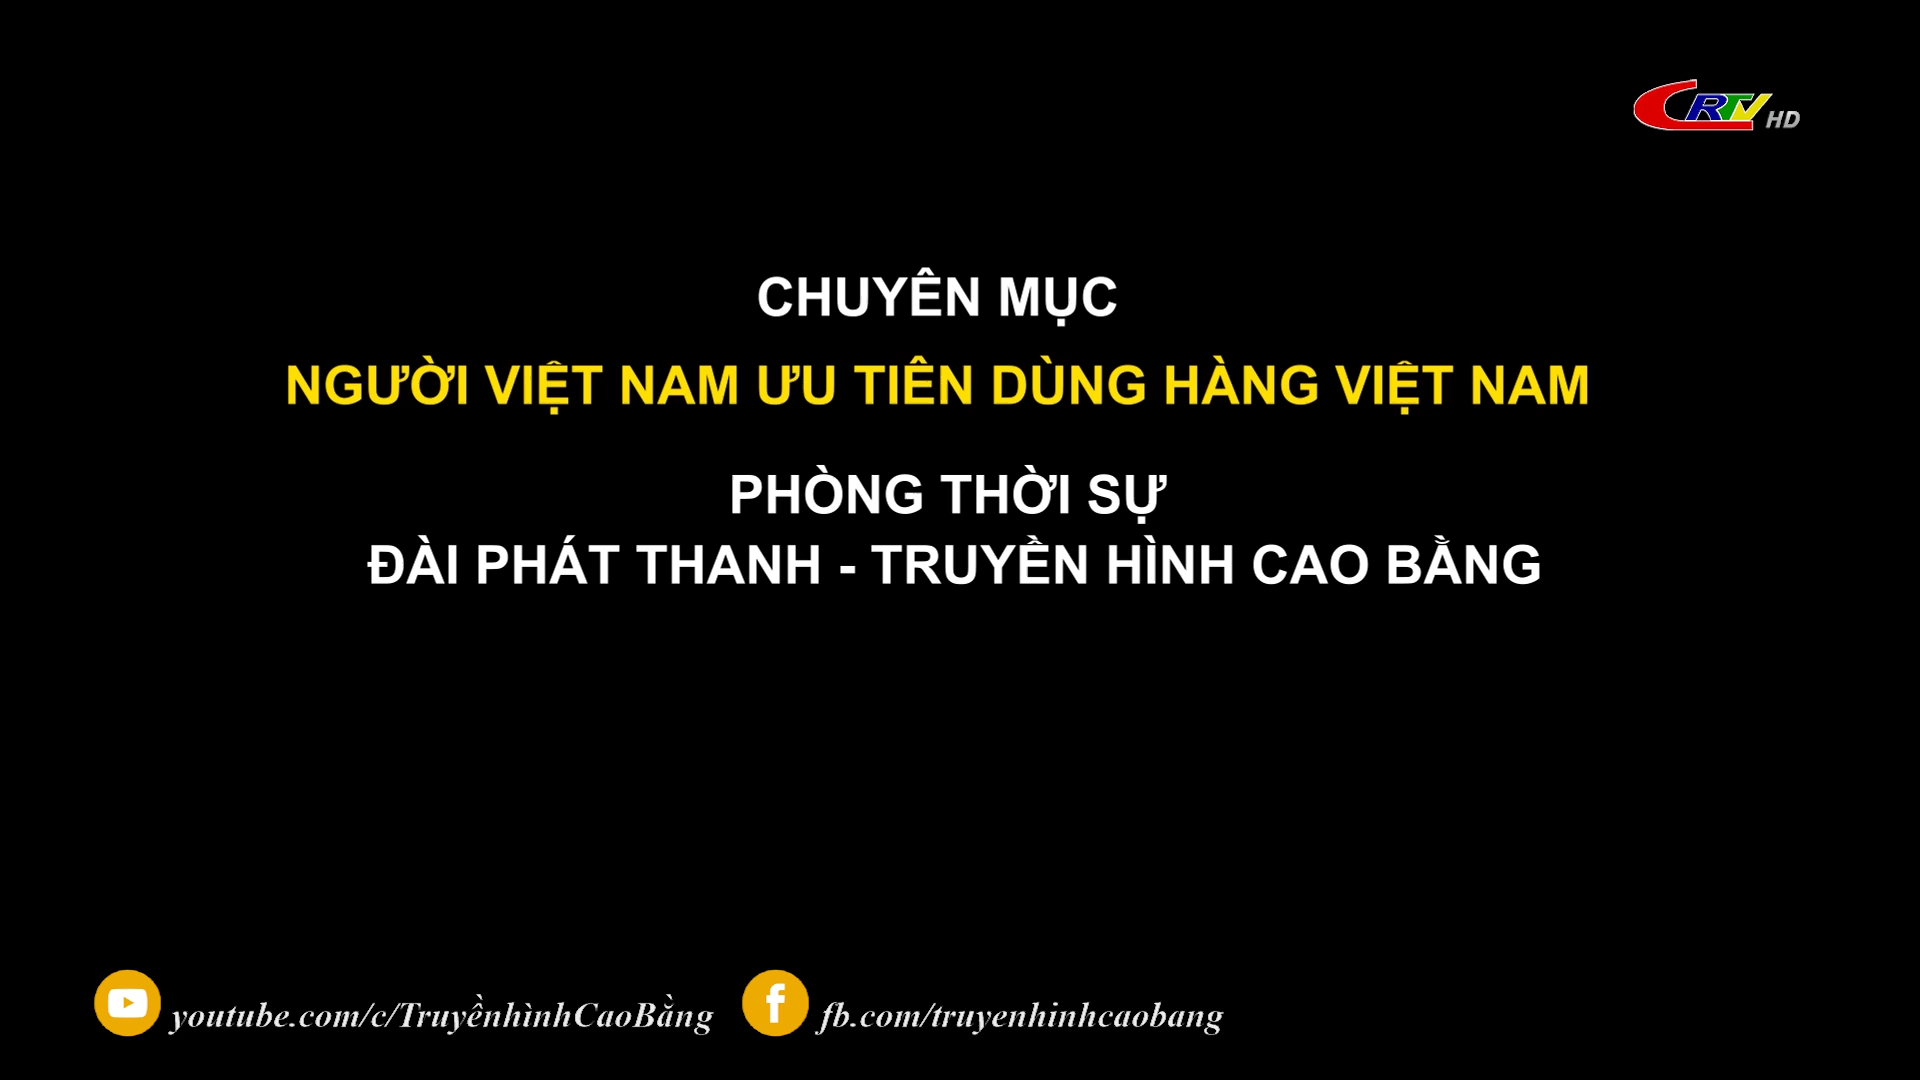 CRTV HD
CHUYÊN MỤC
NGƯỜI VIỆT NAM ƯU TIÊN DÙNG HÀNG VIỆT NAM
PHÒNG THỜI SỰ
ĐÀI PHÁT THANH - TRUYỀN HÌNH CAO BẰNG
youtube.com/c/TruyềnhìnhCaoBằng
fb.com/truyenhinhcaobang